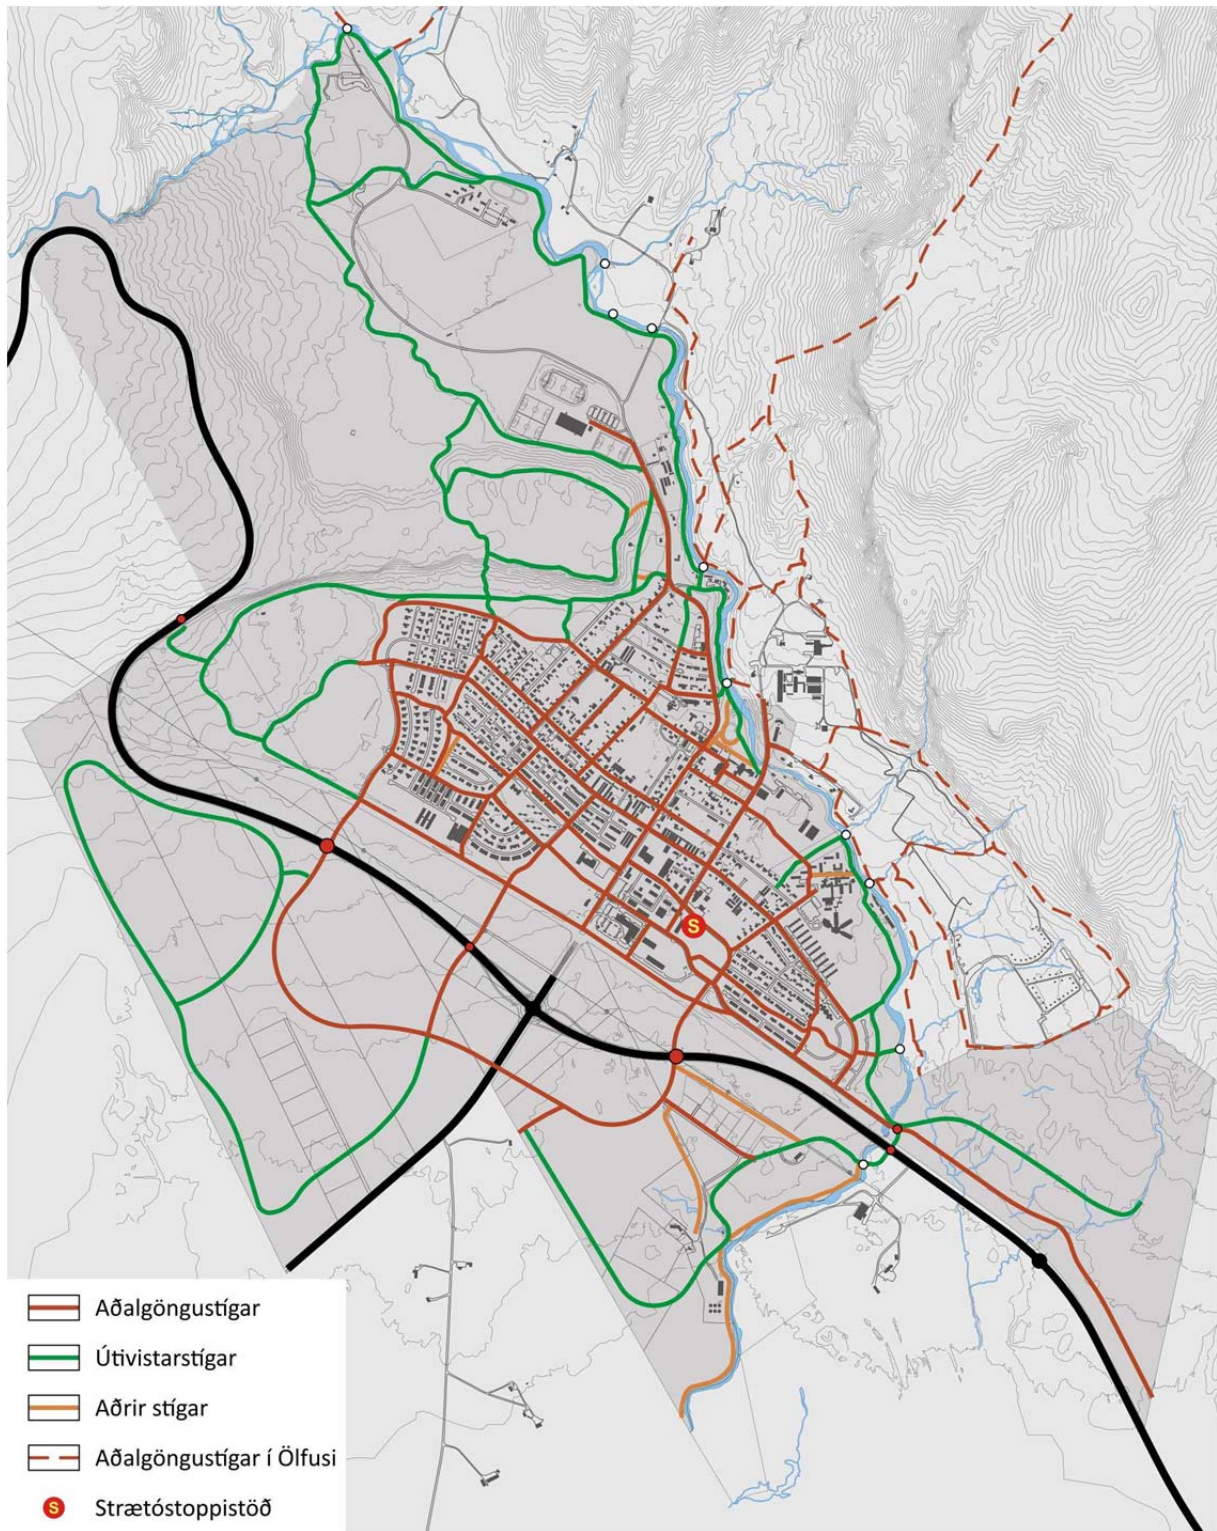 S
Aðalgöngustígar
Útivistarstígar
Aðrir stígar
Aðalgöngustígar í Ölfusi
S Strætóstoppistöð